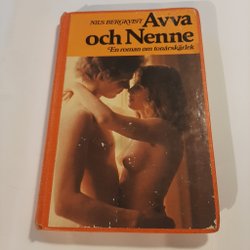 NILS BERGKVIST
Avva
och Nenne
En roman om tonårskärlek